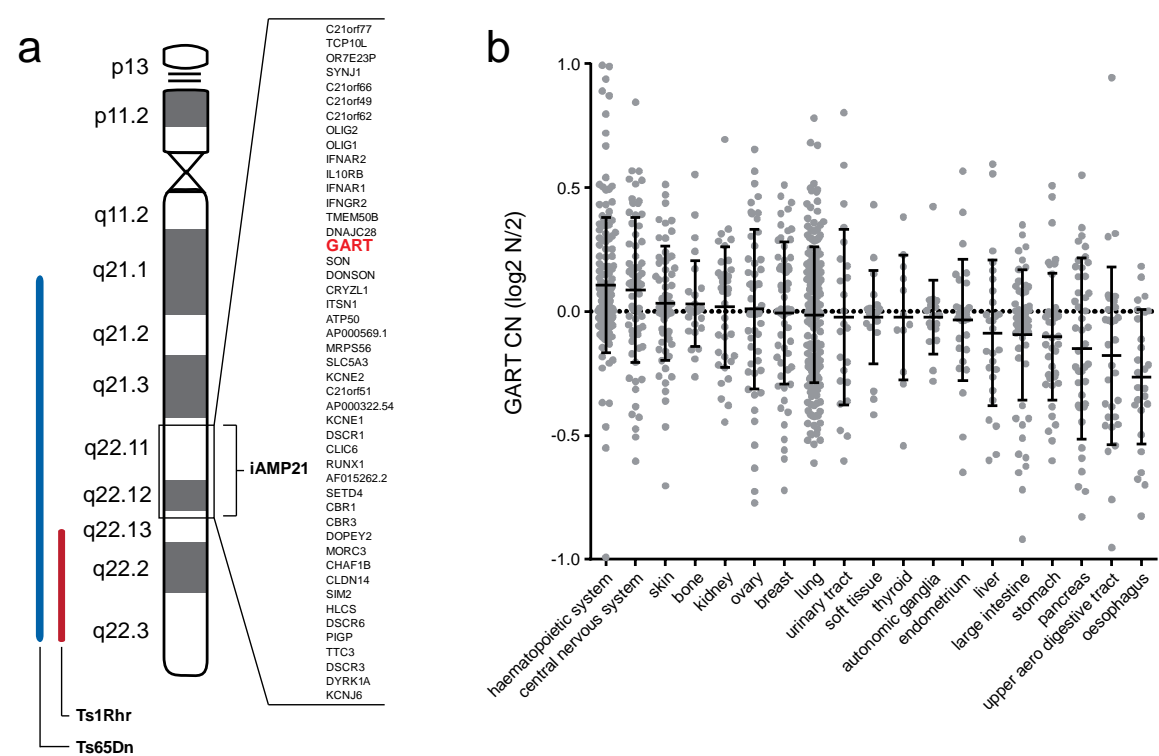 a
p13
p11.2
q11.2
q21.1
q21.2
q21.3
q22.11
q22.12
q22.13
q22.2
q22.3
iAMP21
Ts1Rhr
Ts65Dn
C21orf77
TCP10L
OR7E23P
SYNJ1
C21orf66
C21orf49
C21orf62
OLIG2
OLIG1
IFNAR2
IL10RB
IFNAR1
IFNGR2
TMEM50B
DNAJC28
GART
SON
DONSON
CRYZL1
ITSN1
ATP50
AP000569.1
MRPS56
SLC5A3
KCNE2
C21orf51
AP000322.54
KCNE1
DSCR1
CLIC6
RUNX1
AF015262.2
SETD4
CBR1
CBR3
DOPEY2
MORC3
CHAF1B
CLDN14
SIM2
HLCS
DSCR6
PIGP
TTC3
DSCR3
DYRK1A
KCNJ6
b
GART CN (log2 N/2)
1.0
0.5
0.0
-0.5
-1.0
haematopoietic system
central nervous system
skin
bone
kidney
ovary
breast
lung
urinary tract
soft tissue
thyroid
autonomic ganglia
endometrium
liver
large intestine
stomach
pancreas
upper aero digestive tract
oesophagus